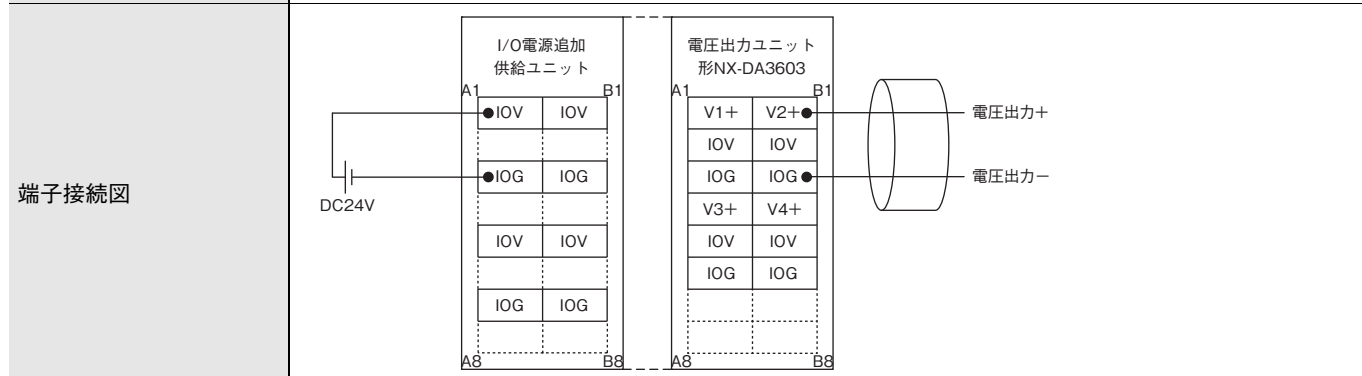 端子接続図
I/O電源追加
供給ユニット
A1 B1
IOV IOV
IOG IOG
IOV IOV
IOG IOG
A8 B8
DC24V
電圧出力ユニット
形NX-DA3603
A1 B1
V1+ V2+
IOV IOV
IOG IOG
V3+ V4+
IOV IOV
IOG IOG
A8 B8
電圧出力+
電圧出力−